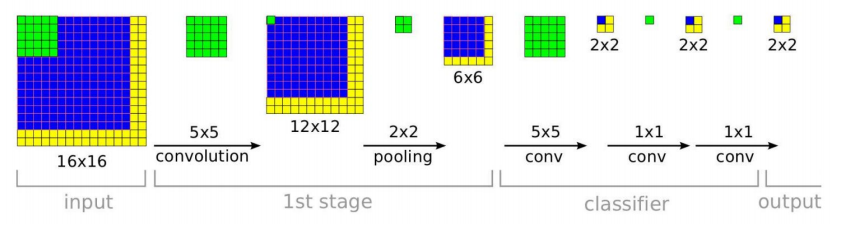 2x2
2x2
2x2
6x6
5x5
12x12
2x2
5x5
1x1
1x1
16x16
convolution
pooling
conv
conv
conv
input
1st stage
classifier
output